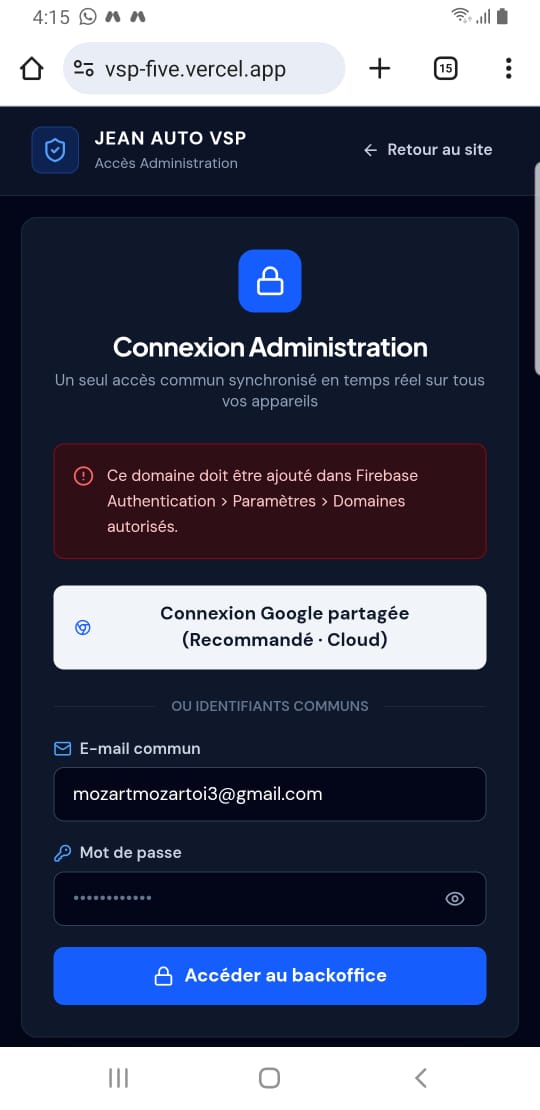 4:15
vsp-five.vercel.app
15
JEAN AUTO VSP
Accès Administration
Retour au site
Connexion Administration
Un seul accès commun synchronisé en temps réel sur tous
vos appareils
Ce domaine doit être ajouté dans Firebase
Authentication > Paramètres > Domaines
autorisés.
Connexion Google partagée
(Recommandé · Cloud)
OU IDENTIFIANTS COMMUNS
E-mail commun
mozartmozartoi3@gmail.com
Mot de passe
••••••••••••
Accéder au backoffice